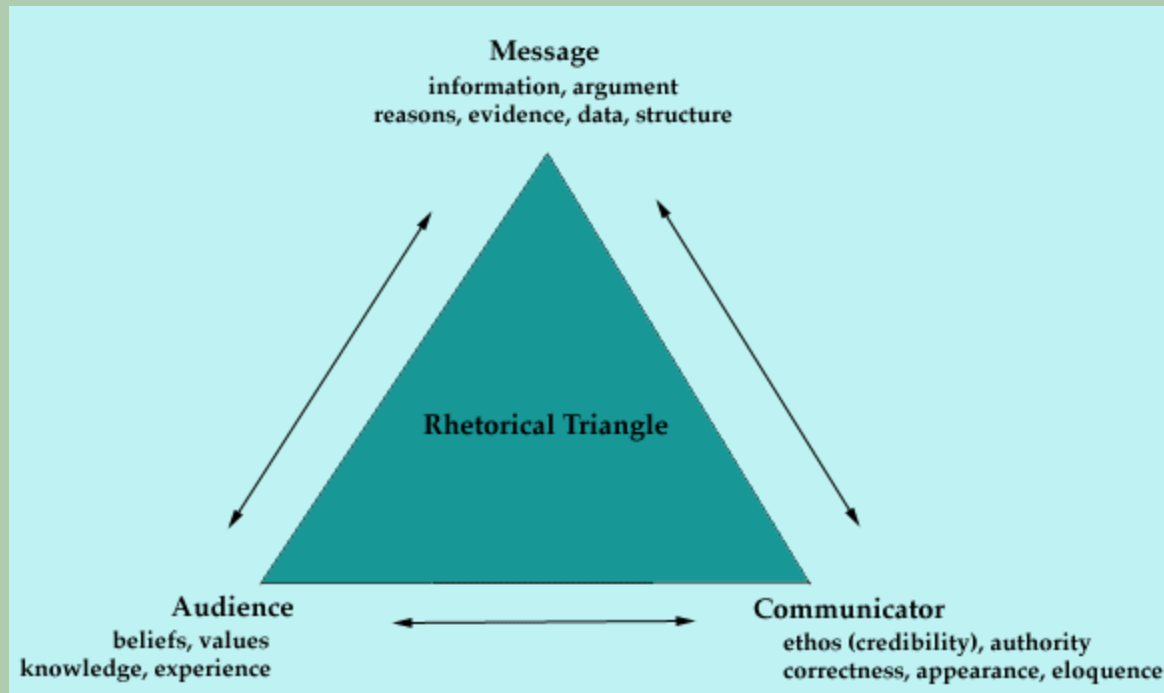 Message
information, argument
reasons, evidence, data, structure
Rhetorical Triangle
Audience
beliefs, values
knowledge, experience
Communicator
ethos (credibility), authority
correctness, appearance, eloquence